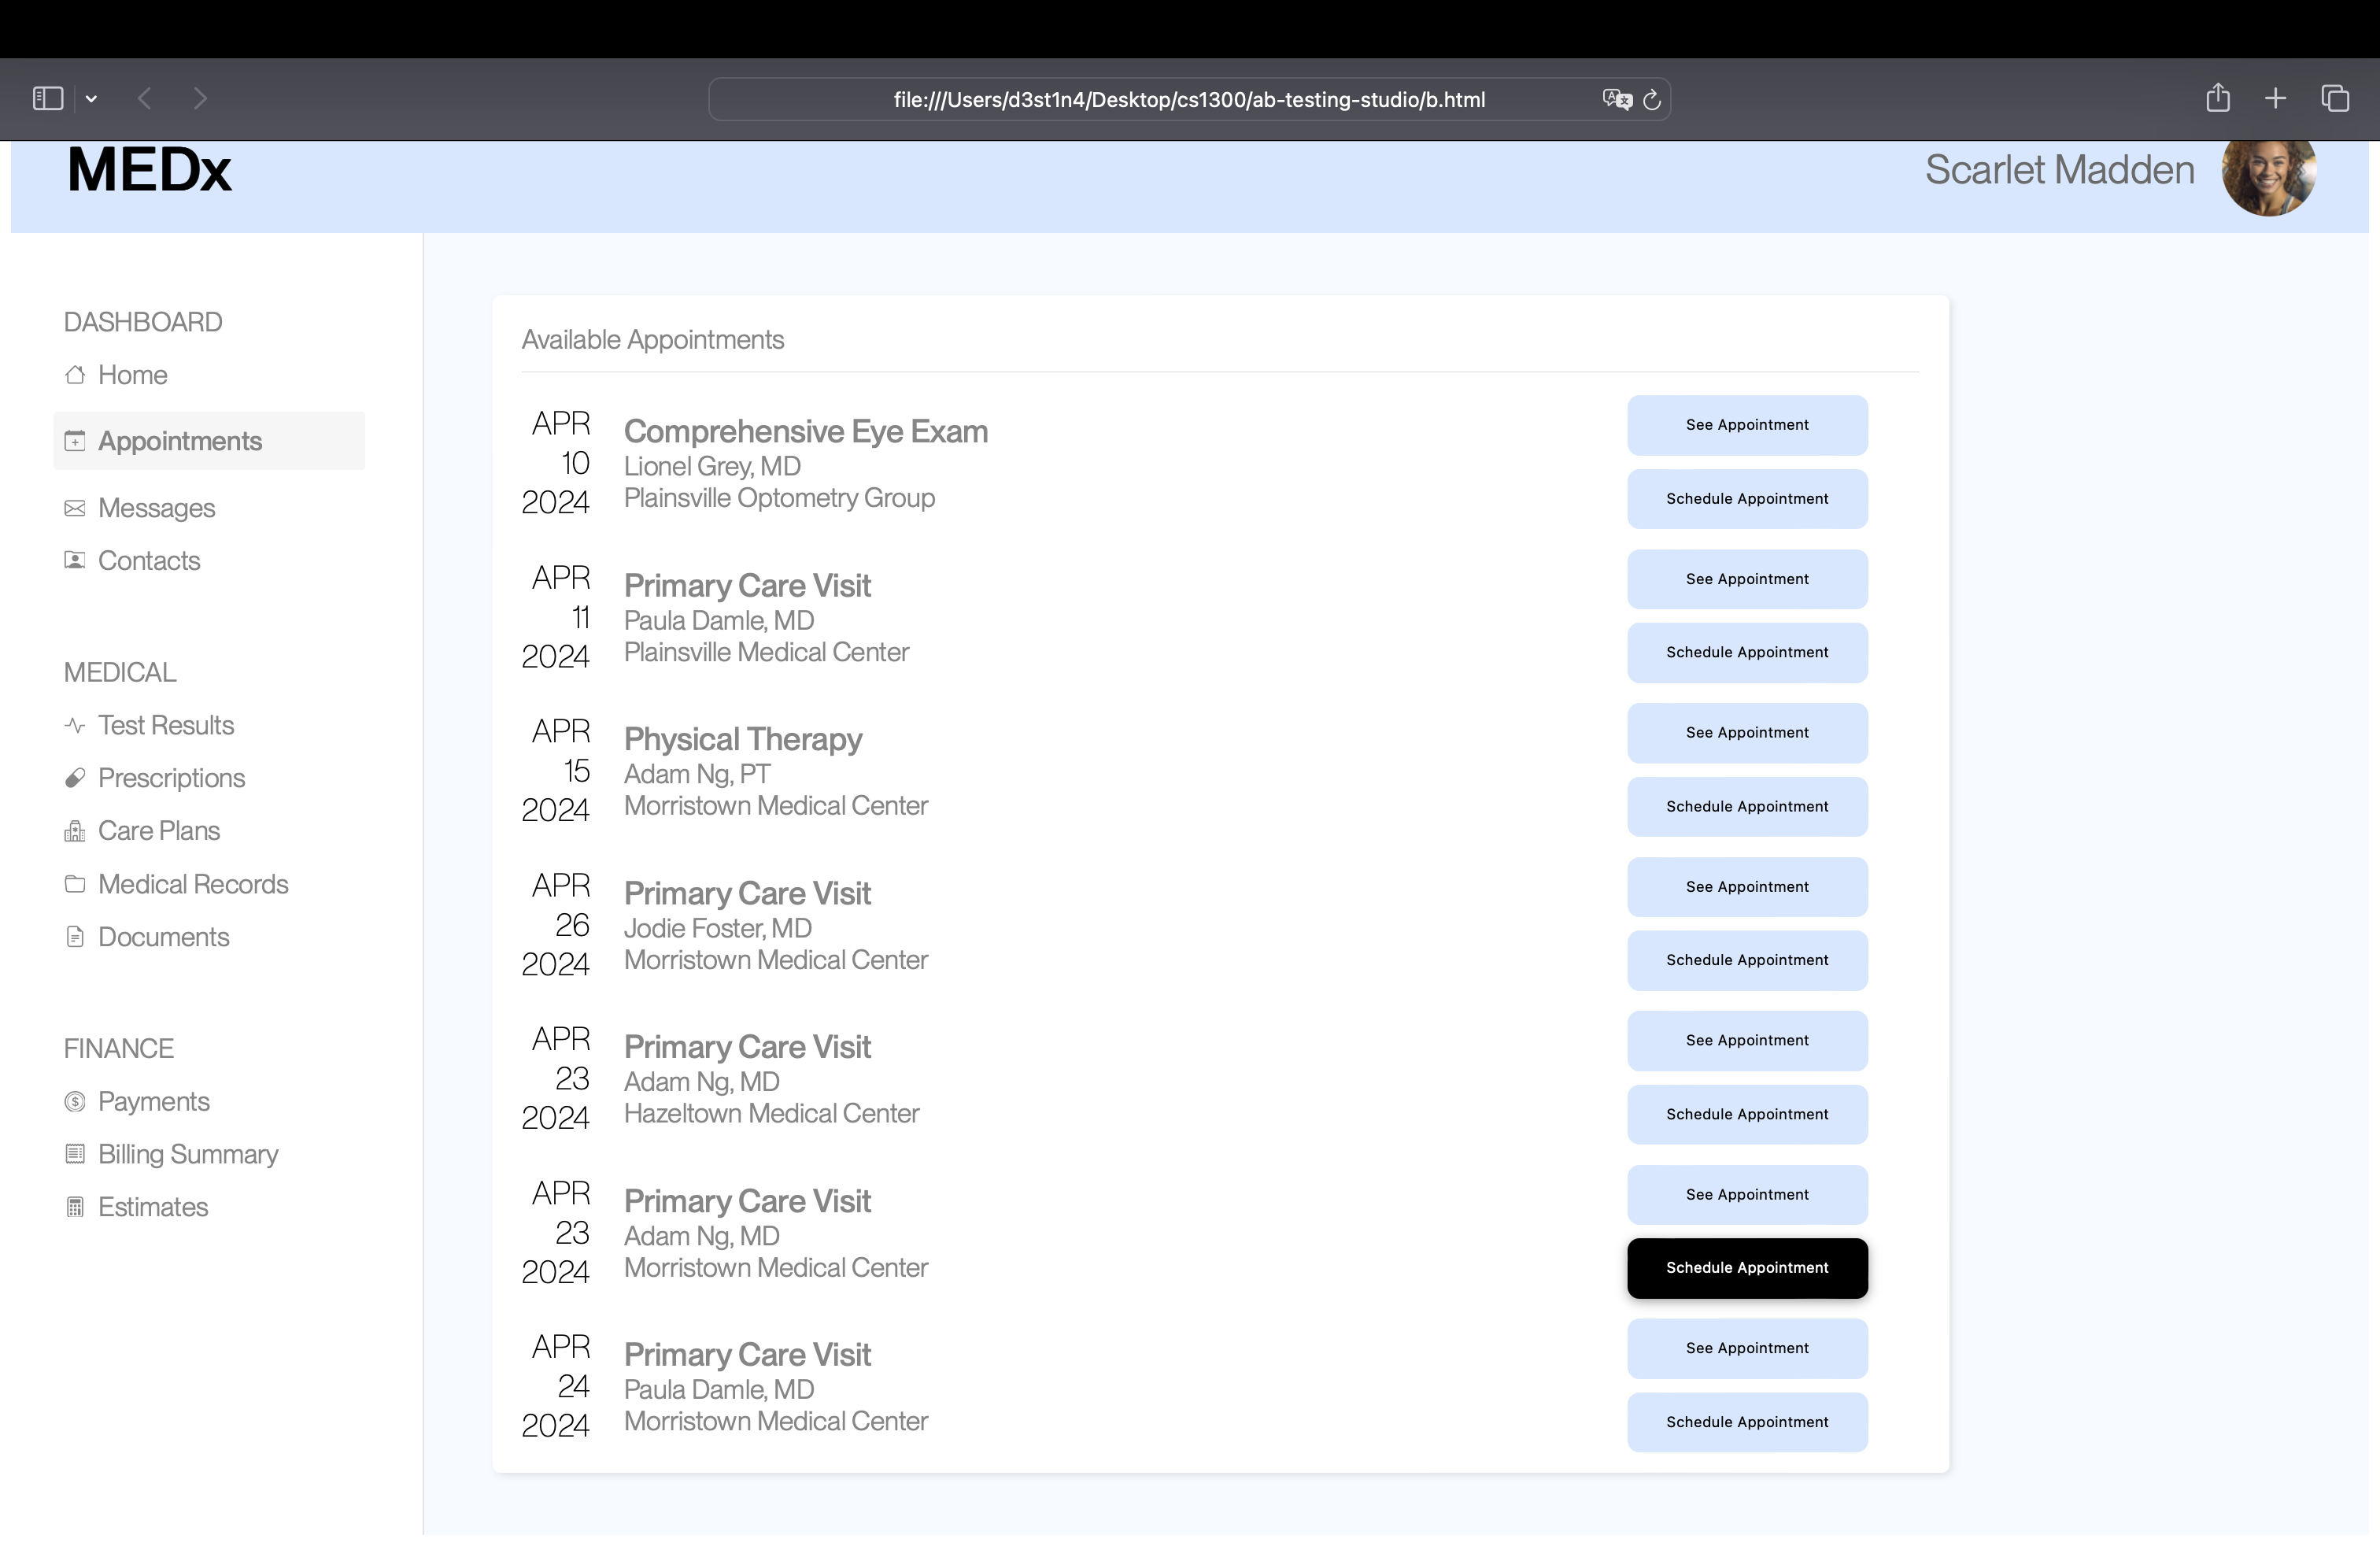 file:///Users/d3st1n4/Desktop/cs1300/ab-testing-studio/b.html
MEDx
Scarlet Madden
DASHBOARD
Home
Appointments
Messages
Contacts
MEDICAL
Test Results
Prescriptions
Care Plans
Medical Records
Documents
FINANCE
Payments
Billing Summary
Estimates
Available Appointments
APR
10
2024
Comprehensive Eye Exam
Lionel Grey, MD
Plainsville Optometry Group
See Appointment
Schedule Appointment
APR
11
2024
Primary Care Visit
Paula Damle, MD
Plainsville Medical Center
See Appointment
Schedule Appointment
APR
15
2024
Physical Therapy
Adam Ng, PT
Morristown Medical Center
See Appointment
Schedule Appointment
APR
26
2024
Primary Care Visit
Jodie Foster, MD
Morristown Medical Center
See Appointment
Schedule Appointment
APR
23
2024
Primary Care Visit
Adam Ng, MD
Hazeltown Medical Center
See Appointment
Schedule Appointment
APR
23
2024
Primary Care Visit
Adam Ng, MD
Morristown Medical Center
See Appointment
Schedule Appointment
APR
24
2024
Primary Care Visit
Paula Damle, MD
Morristown Medical Center
See Appointment
Schedule Appointment